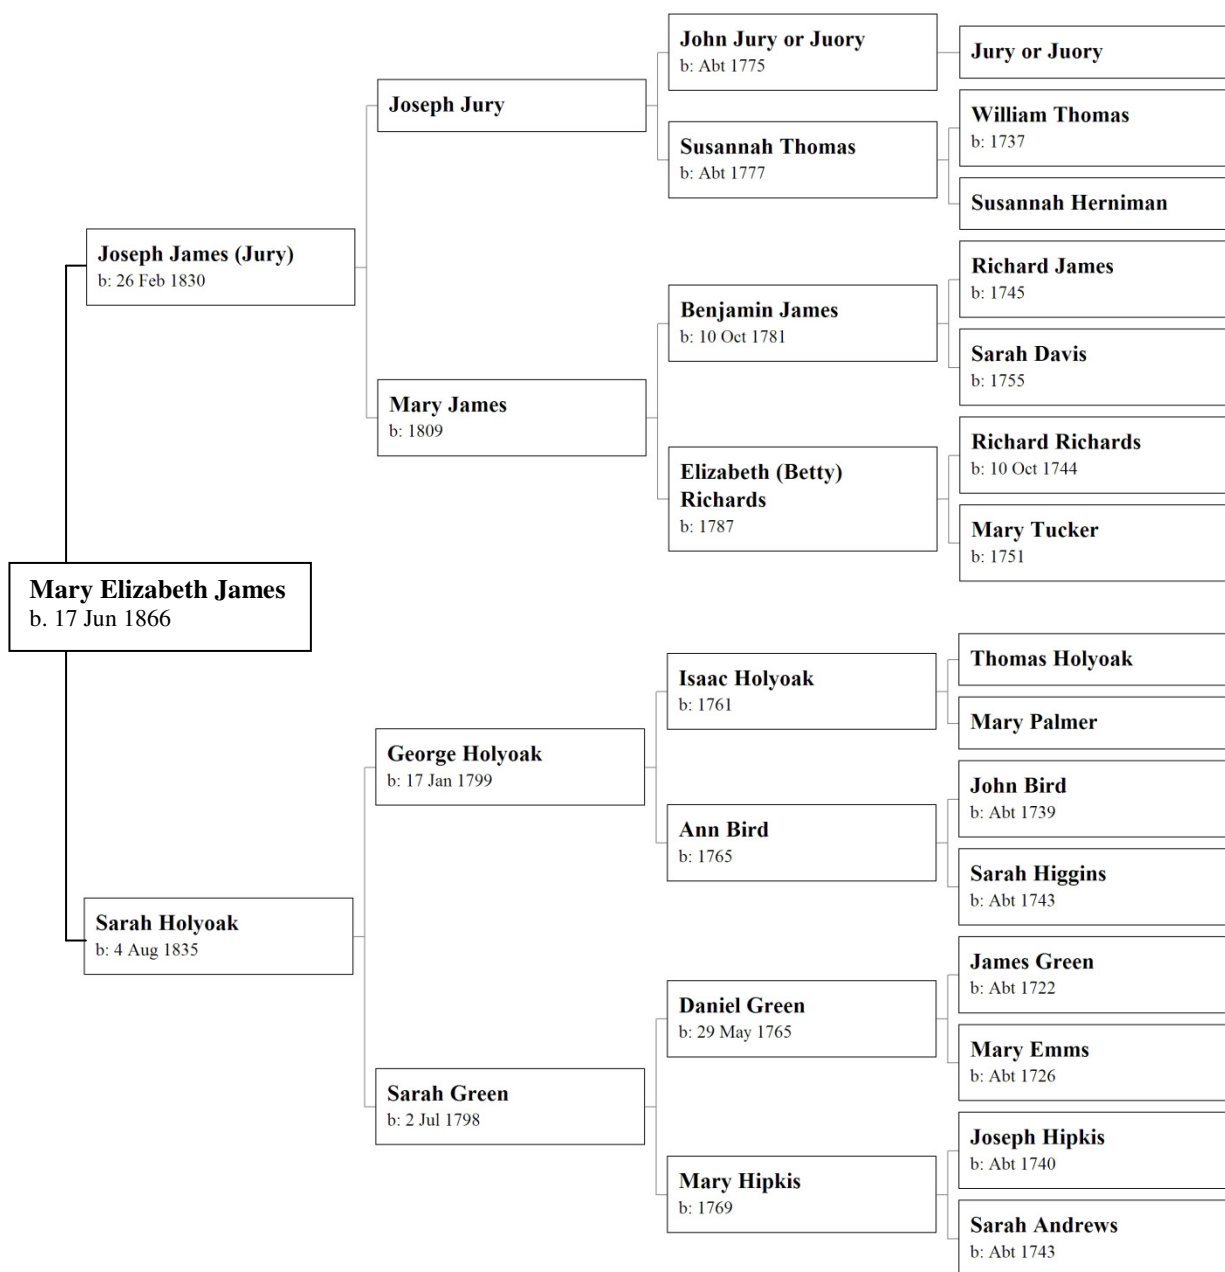 John Jury or Juory
b: Abt 1775
Jury or Juory
Joseph Jury
William Thomas
b: 1737
Susannah Thomas
b: Abt 1777
Susannah Herniman
Joseph James (Jury)
b: 26 Feb 1830
Richard James
b: 1745
Benjamin James
b: 10 Oct 1781
Sarah Davis
b: 1755
Mary James
b: 1809
Richard Richards
b: 10 Oct 1744
Elizabeth (Betty)
Richards
b: 1787
Mary Tucker
b: 1751
Mary Elizabeth James
b. 17 Jun 1866
Thomas Holyoak
Isaac Holyoak
b: 1761
Mary Palmer
George Holyoak
b: 17 Jan 1799
John Bird
b: Abt 1739
Ann Bird
b: 1765
Sarah Higgins
b: Abt 1743
Sarah Holyoak
b: 4 Aug 1835
James Green
b: Abt 1722
Daniel Green
b: 29 May 1765
Mary Emms
b: Abt 1726
Sarah Green
b: 2 Jul 1798
Joseph Hipkis
b: Abt 1740
Mary Hipkis
b: 1769
Sarah Andrews
b: Abt 1743